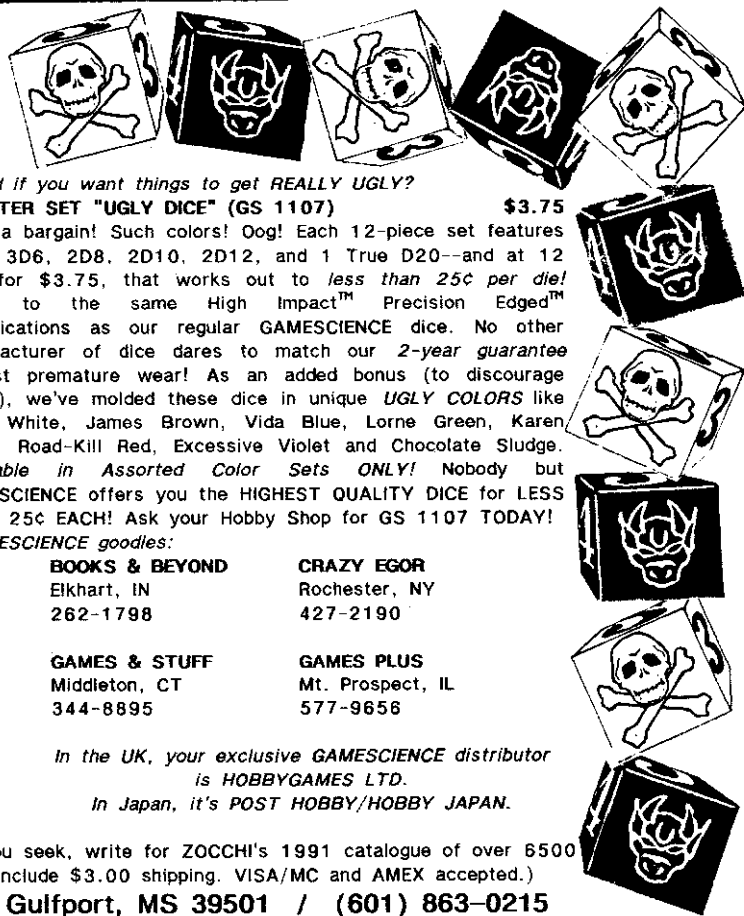 if you want things to get REALLY UGLY?
TER SET "UGLY DICE" (GS 1107) $3.75
a bargain! Such colors! Oog! Each 12-piece set features
3D6, 2D8, 2D10, 2D12, and 1 True D20--and at 12
for $3.75, that works out to less than 25¢ per die!
to the same High Impact™ Precision Edged™
ications as our regular GAMESCIENCE dice. No other
acturer of dice dares to match our 2-year guarantee
st premature wear! As an added bonus (to discourage
), we've molded these dice in unique UGLY COLORS like
White, James Brown, Vida Blue, Lorne Green, Karen
Road-Kill Red, Excessive Violet and Chocolate Sludge.
able in Assorted Color Sets ONLY! Nobody but
SCIENCE offers you the HIGHEST QUALITY DICE for LESS
25¢ EACH! Ask your Hobby Shop for GS 1107 TODAY!
ESCIENCE goodies:
BOOKS & BEYOND CRAZY EGOR
Elkhart, IN Rochester, NY
262-1798 427-2190
GAMES & STUFF GAMES PLUS
Middleton, CT Mt. Prospect, IL
344-8895 577-9656
In the UK, your exclusive GAMESCIENCE distributor
is HOBBYGAMES LTD.
In Japan, it's POST HOBBY/HOBBY JAPAN.
ou seek, write for ZOCCHI's 1991 catalogue of over 6500
nclude $3.00 shipping. VISA/MC and AMEX accepted.)
Gulfport, MS 39501 / (601) 863-0215